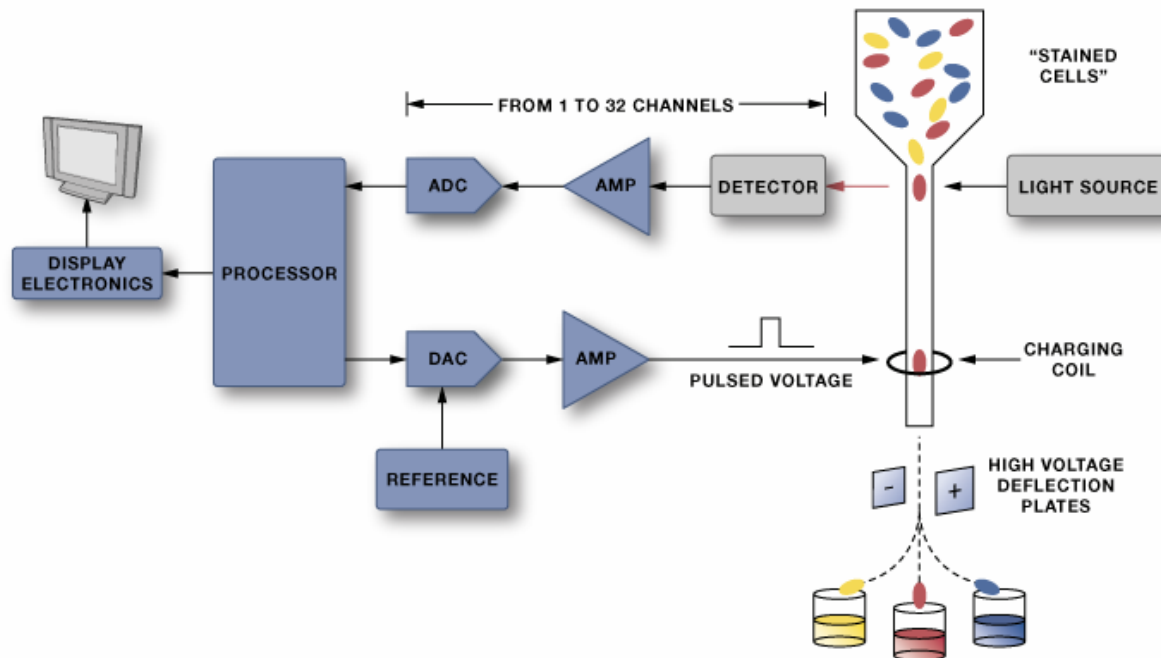 “STAINED
CELLS”
FROM 1 TO 32 CHANNELS
ADC
AMP
DETECTOR
LIGHT SOURCE
PROCESSOR
DISPLAY
ELECTRONICS
DAC
AMP
PULSED VOLTAGE
CHARGING
COIL
REFERENCE
HIGH VOLTAGE
DEFLECTION
PLATES
-
+